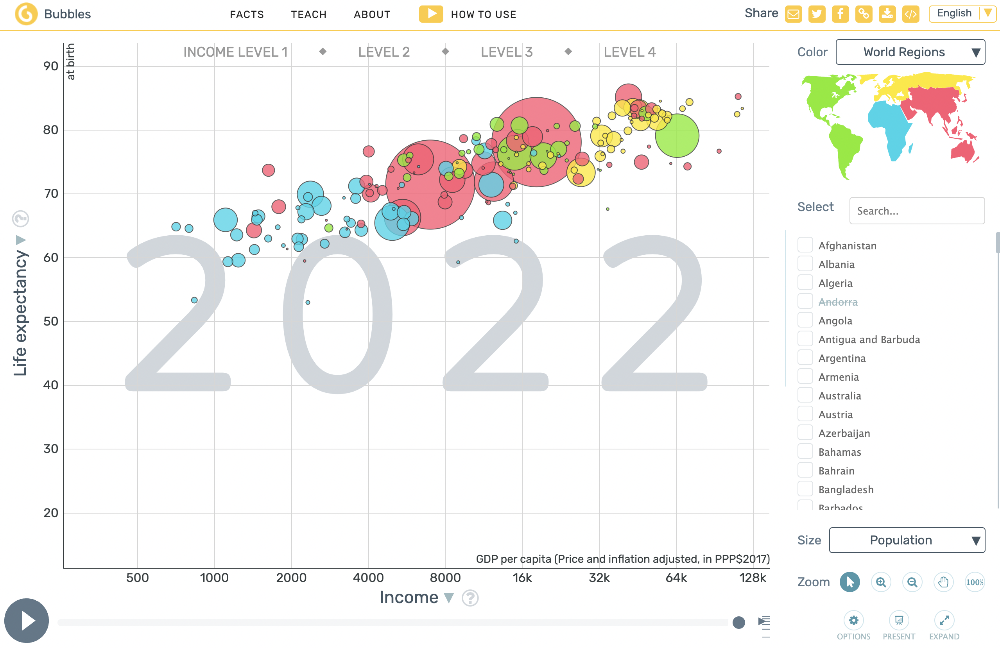 Bubbles
FACTS TEACH ABOUT HOW TO USE
Share
English
INCOME LEVEL 1 LEVEL 2 LEVEL 3 LEVEL 4
at birth
90
80
70
60
50
40
30
20
Life expectancy
?
2022
GDP per capita (Price and inflation adjusted, in PPP$2017)
500 1000 2000 4000 8000 16k 32k 64k 128k
Income ?
Color World Regions
Select Search...
Afghanistan
Albania
Algeria
Andorra
Angola
Antigua and Barbuda
Argentina
Armenia
Australia
Austria
Azerbaijan
Bahamas
Bahrain
Bangladesh
Barbados
Size Population
Zoom 100%
OPTIONS PRESENT EXPAND